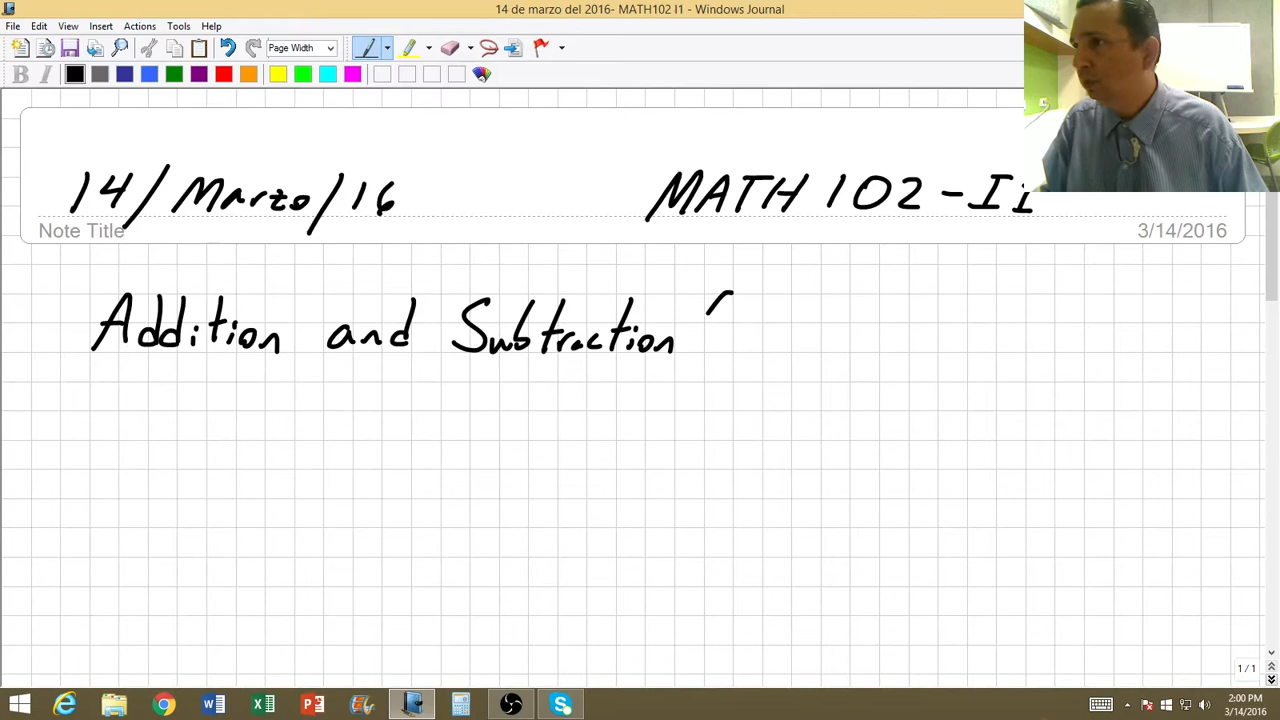 14 de marzo del 2016- MATH102 I1 - Windows Journal
File Edit View Insert Actions Tools Help
Page Width
B I
14/Marzo/16 MATH 102-I1
Note Title 3/14/2016
Addition and Subtraction
1/1
2:00 PM
3/14/2016